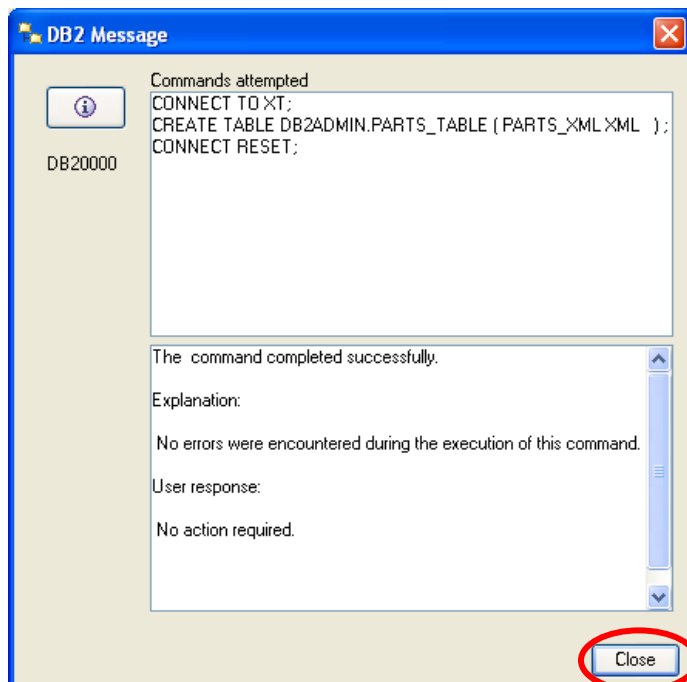 DB2 Message
Commands attempted
CONNECT TO XT;
CREATE TABLE DB2ADMIN.PARTS_TABLE ( PARTS_XML XML   ) ;
CONNECT RESET;
DB20000
The  command completed successfully.
Explanation:
No errors were encountered during the execution of this command.
User response:
No action required.
Close